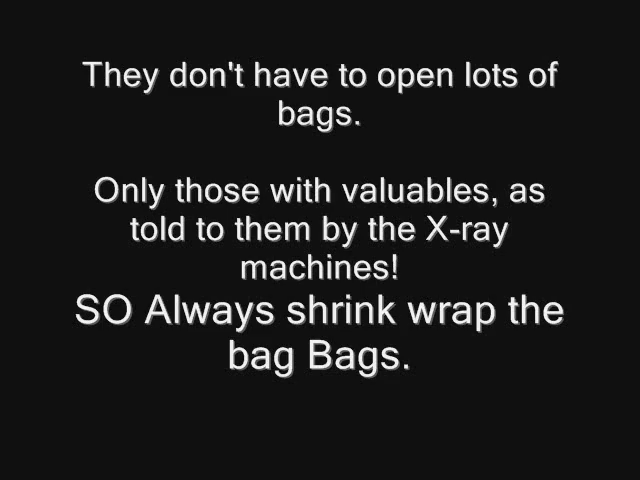 They don't have to open lots of
bags.
Only those with valuables, as
told to them by the X-ray
machines!
SO Always shrink wrap the
bag Bags.